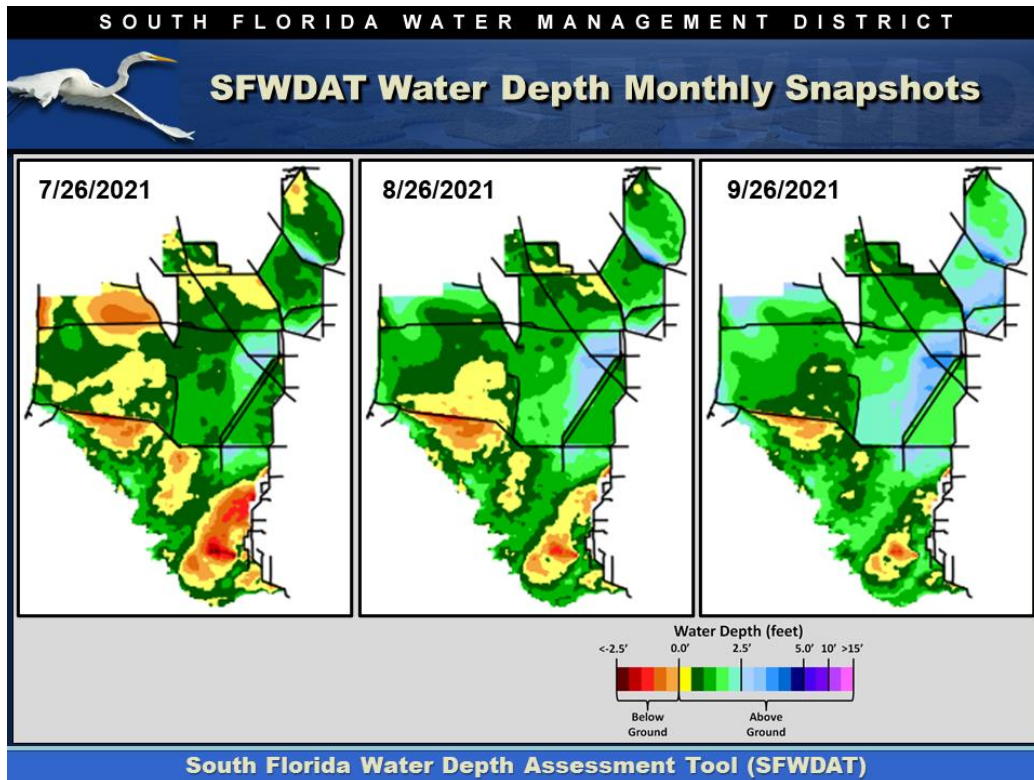 SOUTH FLORIDA WATER MANAGEMENT DISTRICT
SFWDAT Water Depth Monthly Snapshots
SFWMD
7/26/2021
8/26/2021
9/26/2021
Water Depth (feet)
<-2.5' 0.0' 2.5' 5.0' 10' >15'
Below Ground
Above Ground
South Florida Water Depth Assessment Tool (SFWDAT)